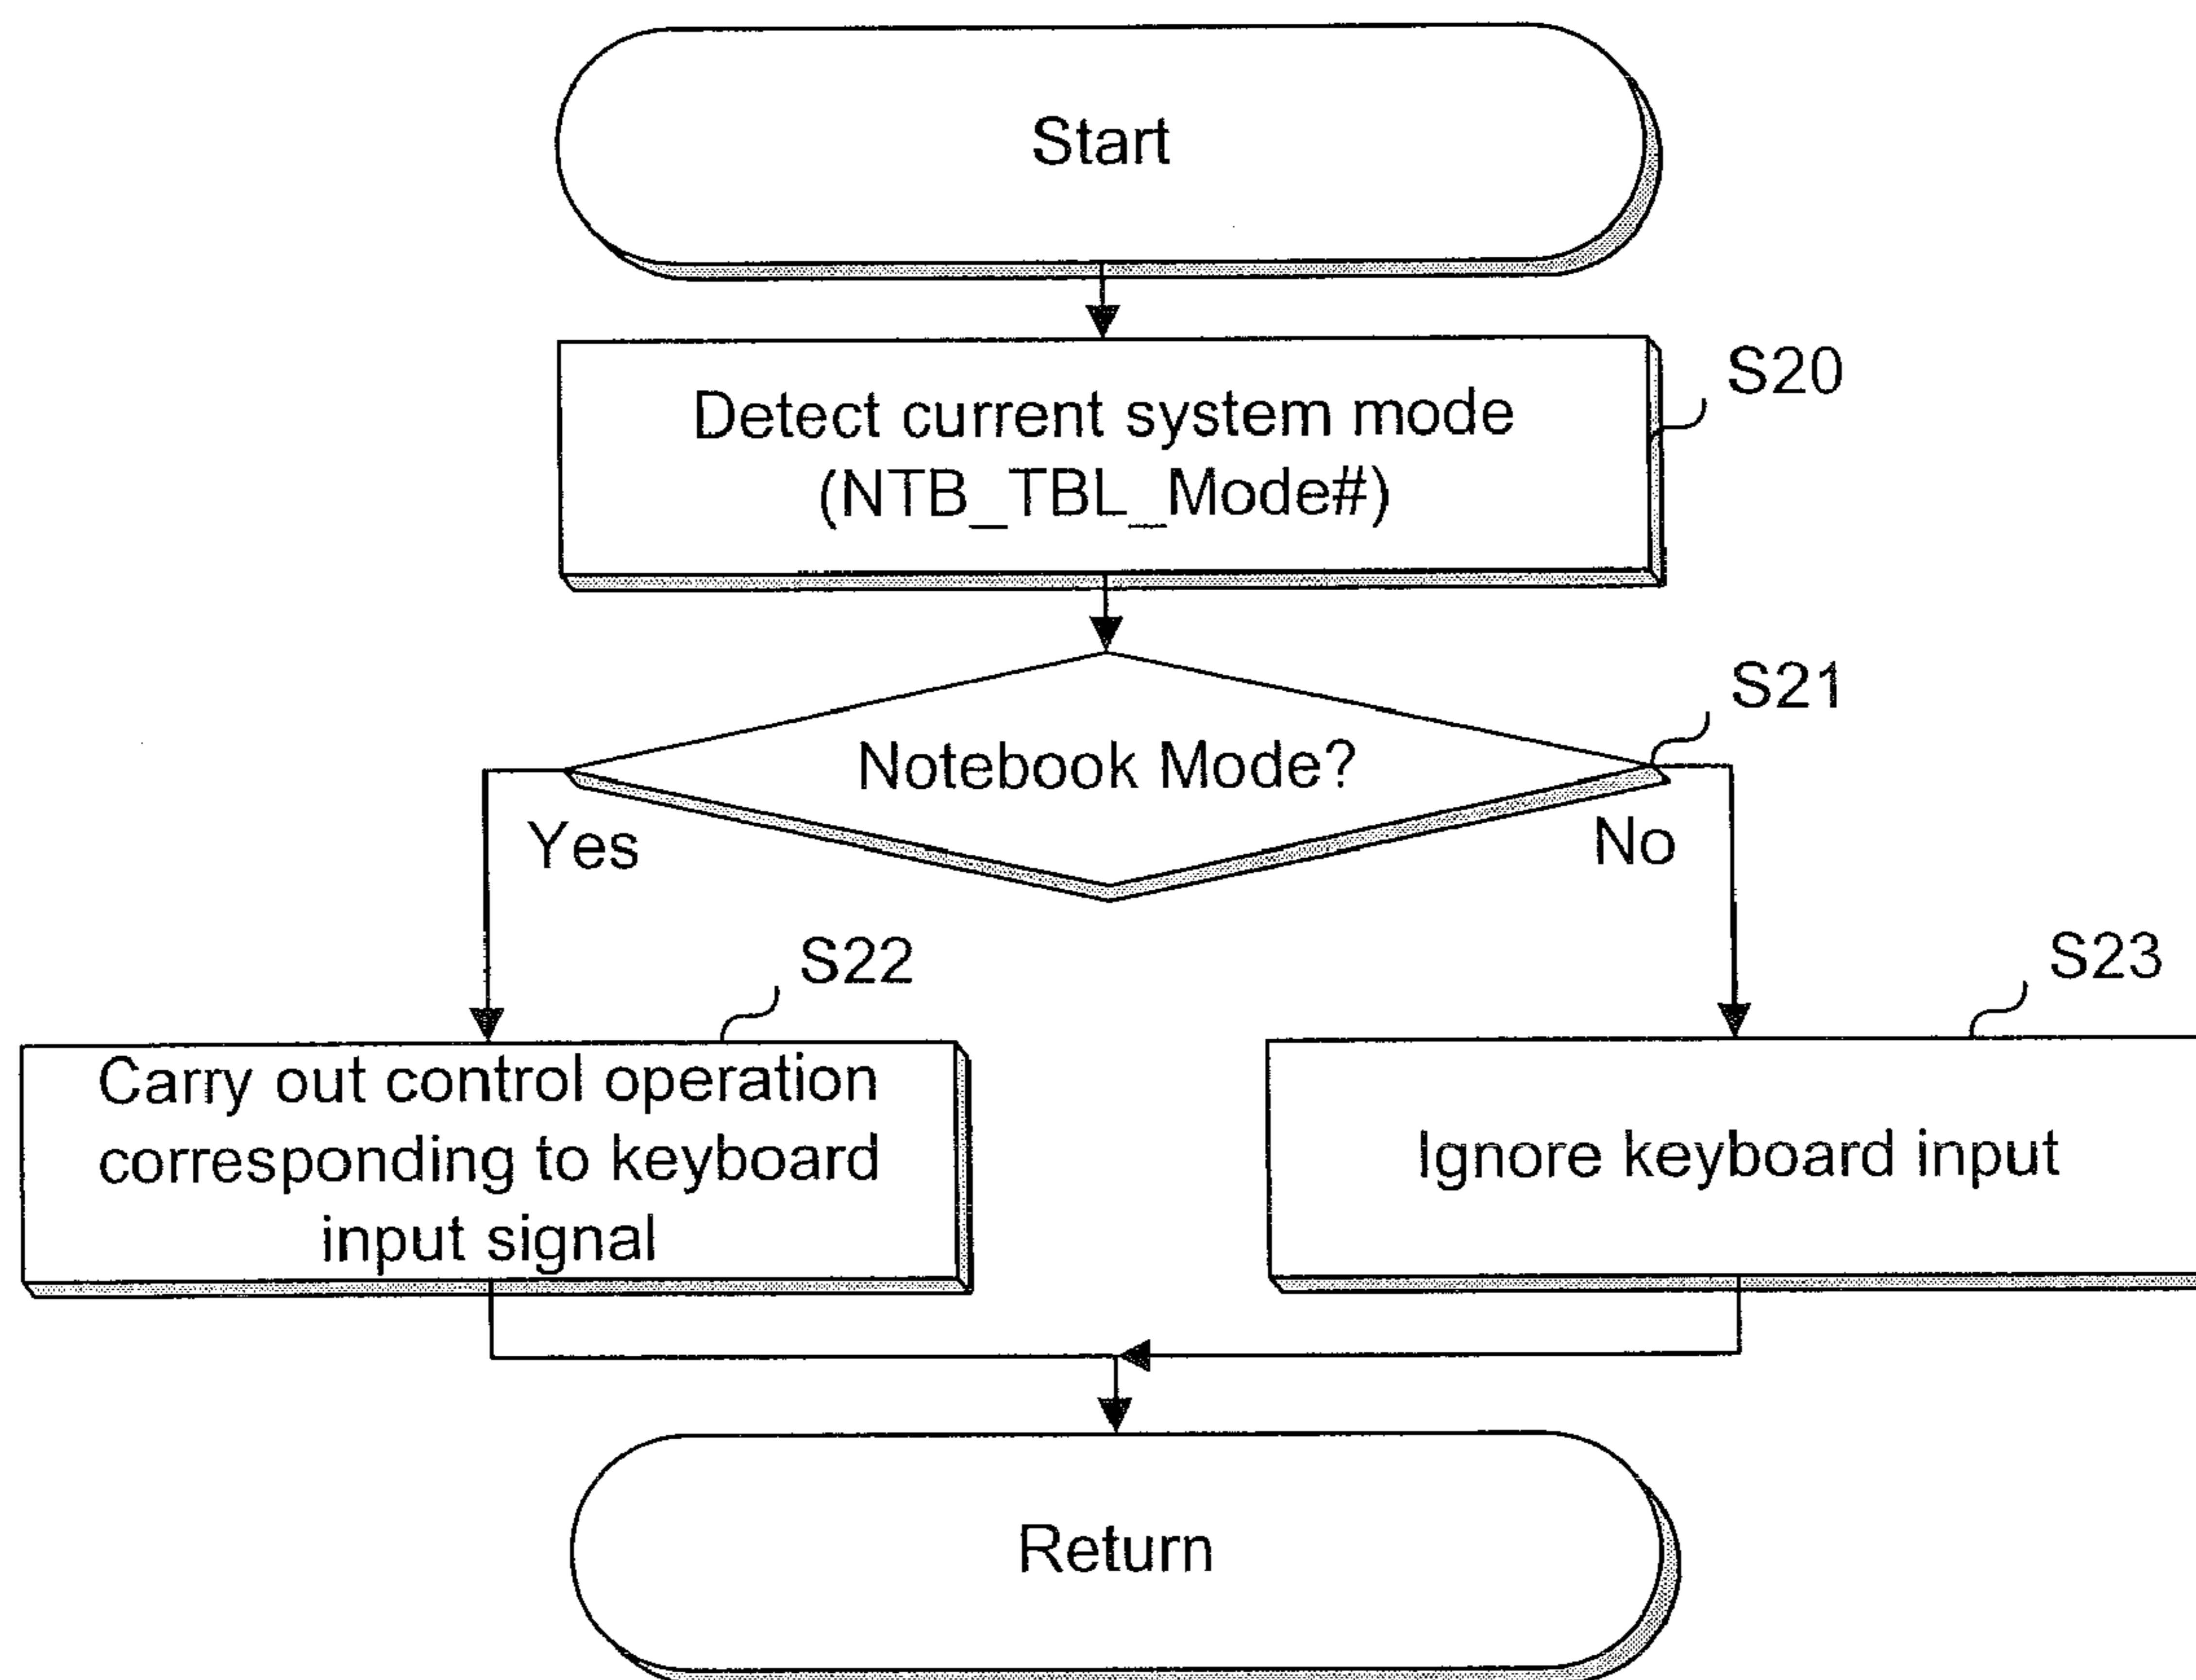 Start
S20
Detect current system mode
(NTB_TBL_Mode#)
S21
Notebook Mode?
Yes
No
S22
S23
Carry out control operation
corresponding to keyboard
input signal
Ignore keyboard input
Return